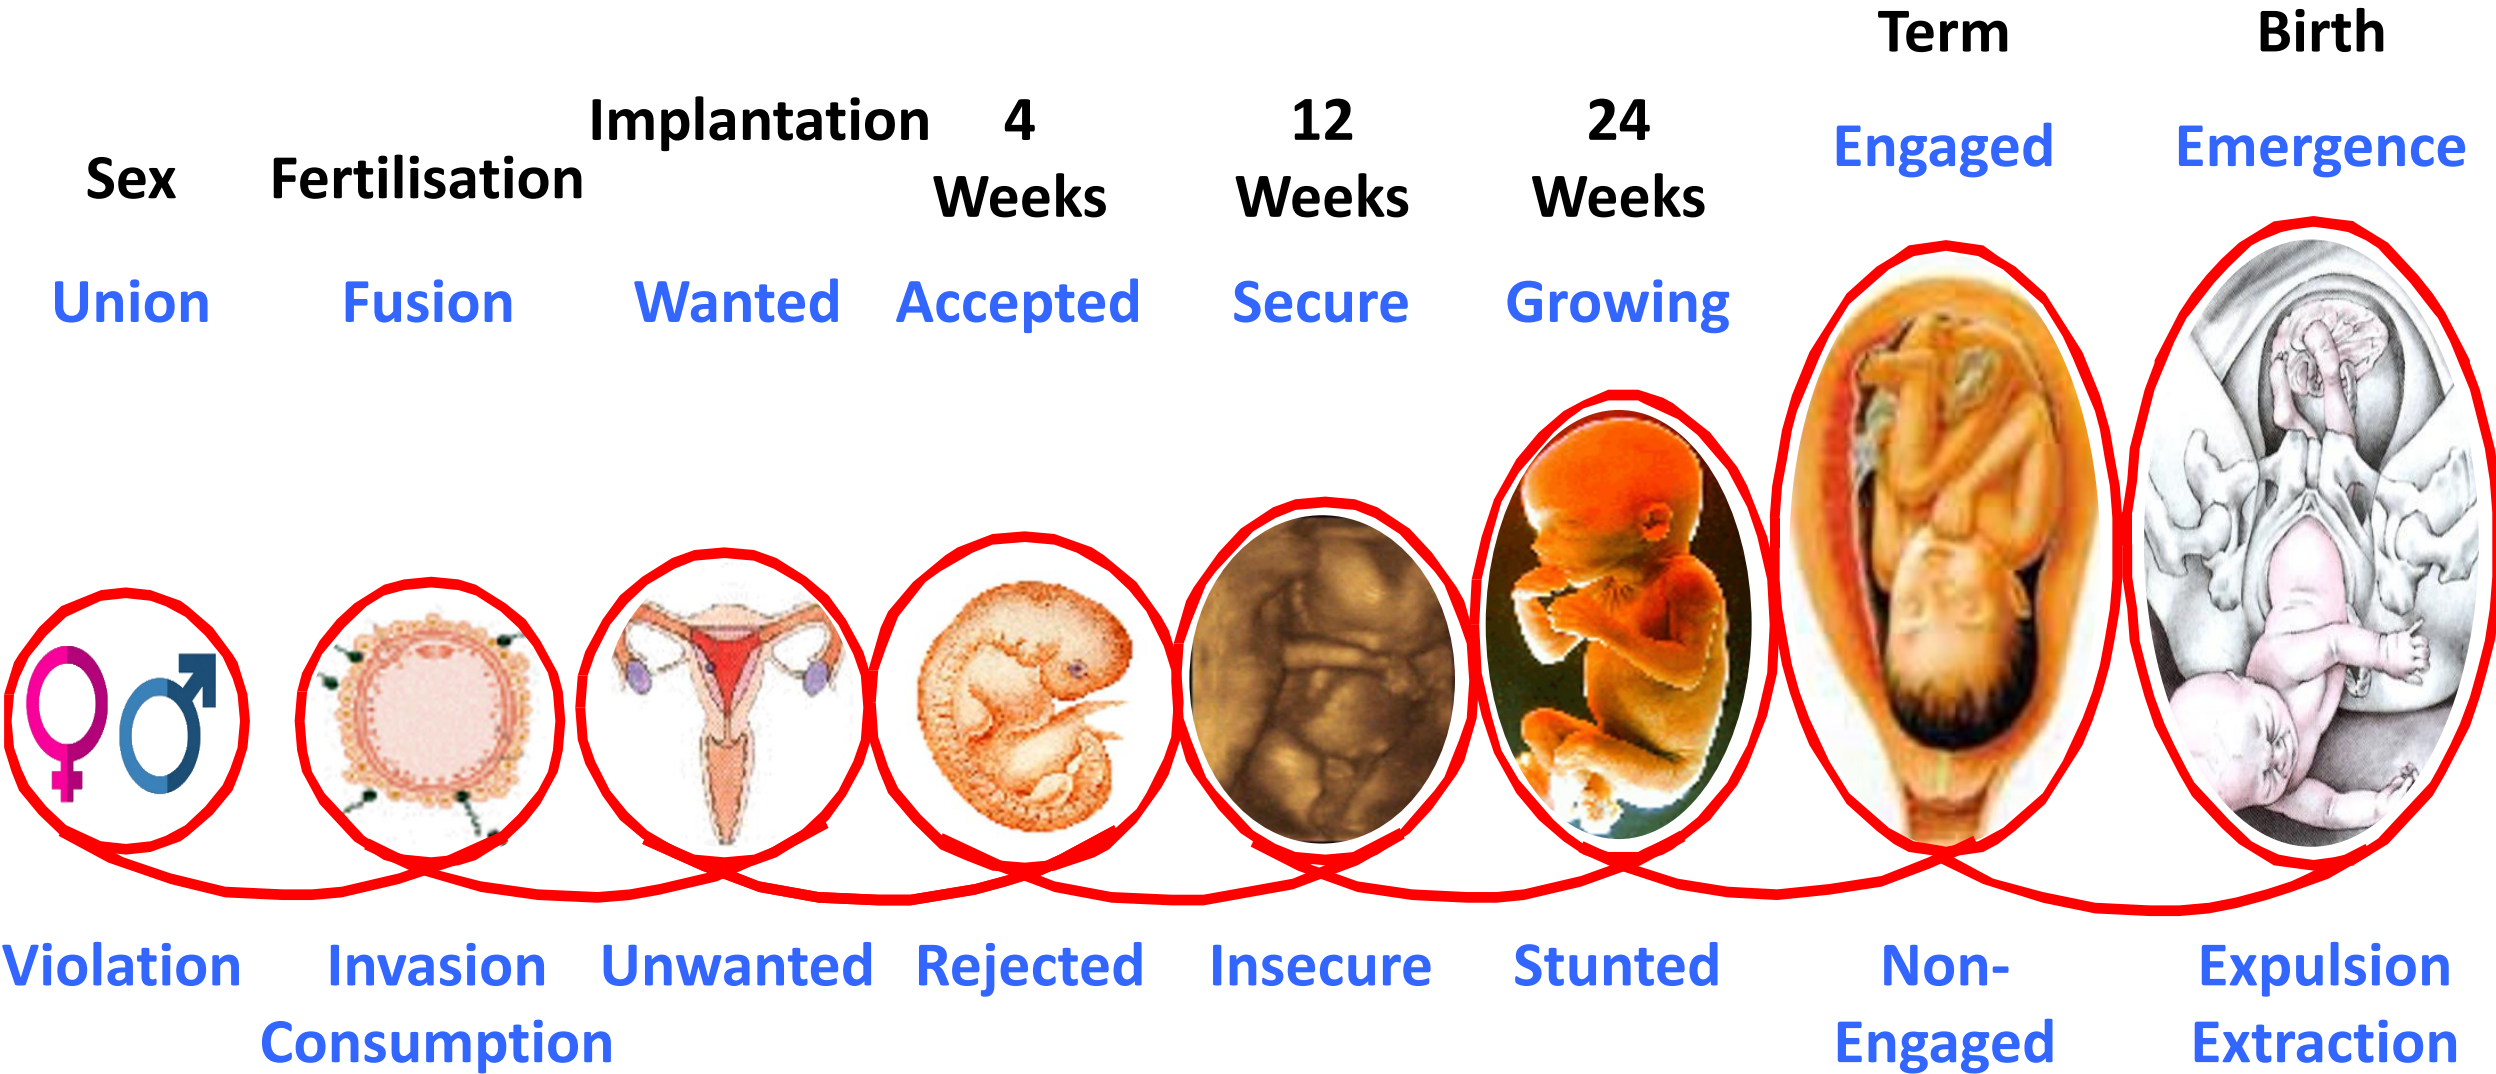 Sex
Union
Fertilisation
Fusion
Implantation
Wanted
4
Weeks
Accepted
12
Weeks
Secure
24
Weeks
Growing
Term
Engaged
Birth
Emergence
Violation
Invasion
Consumption
Unwanted
Rejected
Insecure
Stunted
Non-
Engaged
Expulsion
Extraction